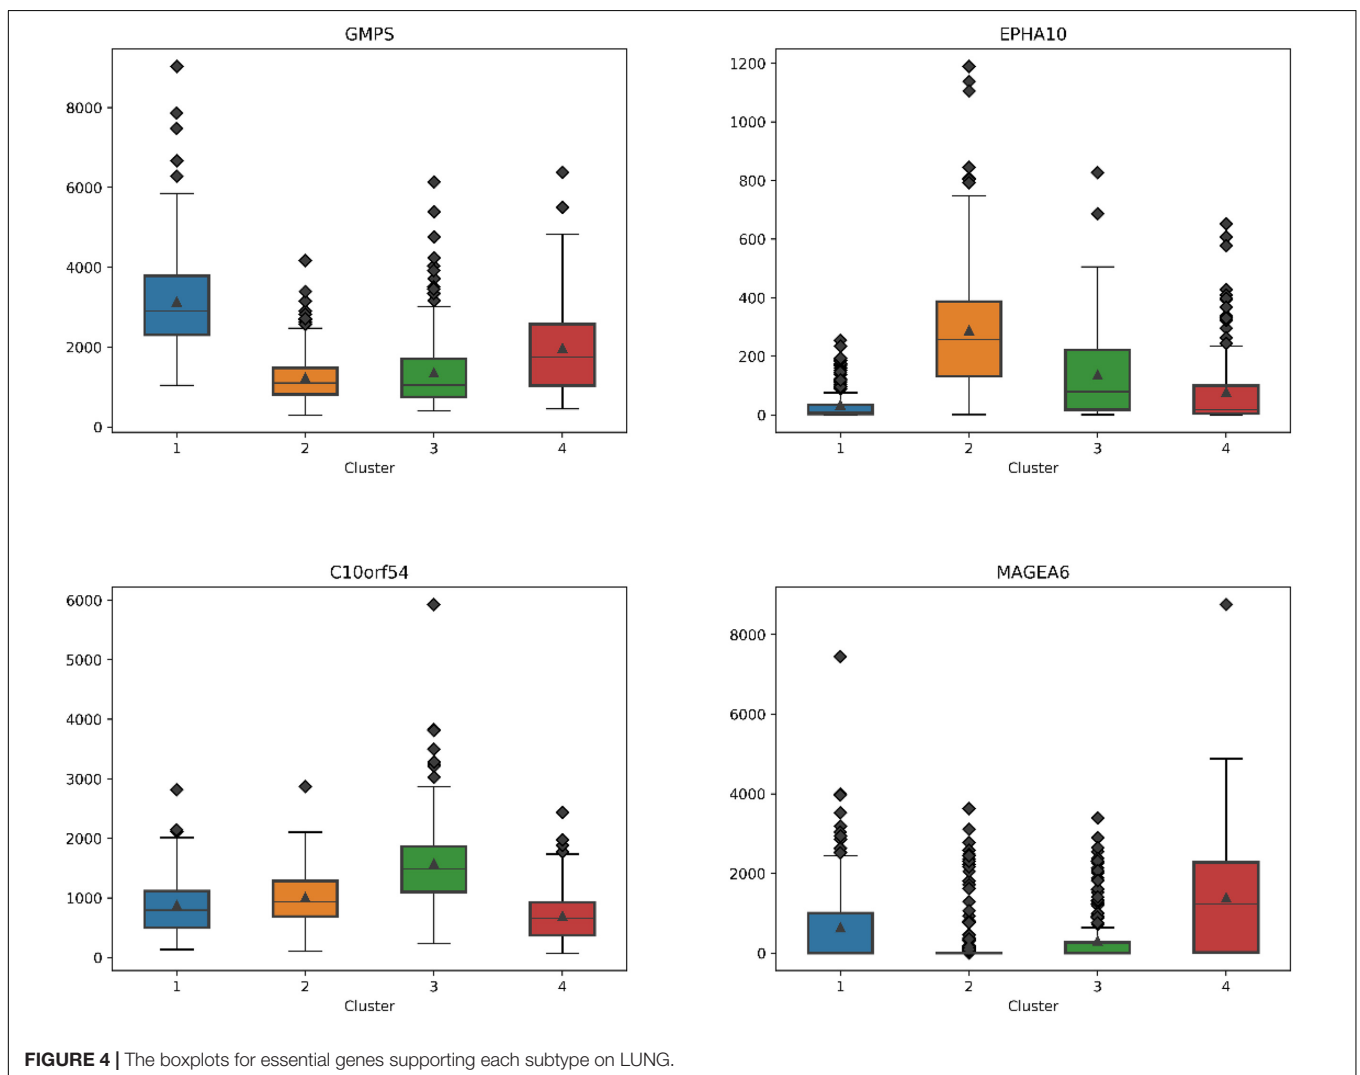 GMPS
8000
6000
4000
2000
0
1 2 3 4
Cluster
EPHA10
1200
1000
800
600
400
200
0
1 2 3 4
Cluster
C10orf54
6000
5000
4000
3000
2000
1000
0
1 2 3 4
Cluster
MAGEA6
8000
6000
4000
2000
0
1 2 3 4
Cluster
FIGURE 4 | The boxplots for essential genes supporting each subtype on LUNG.